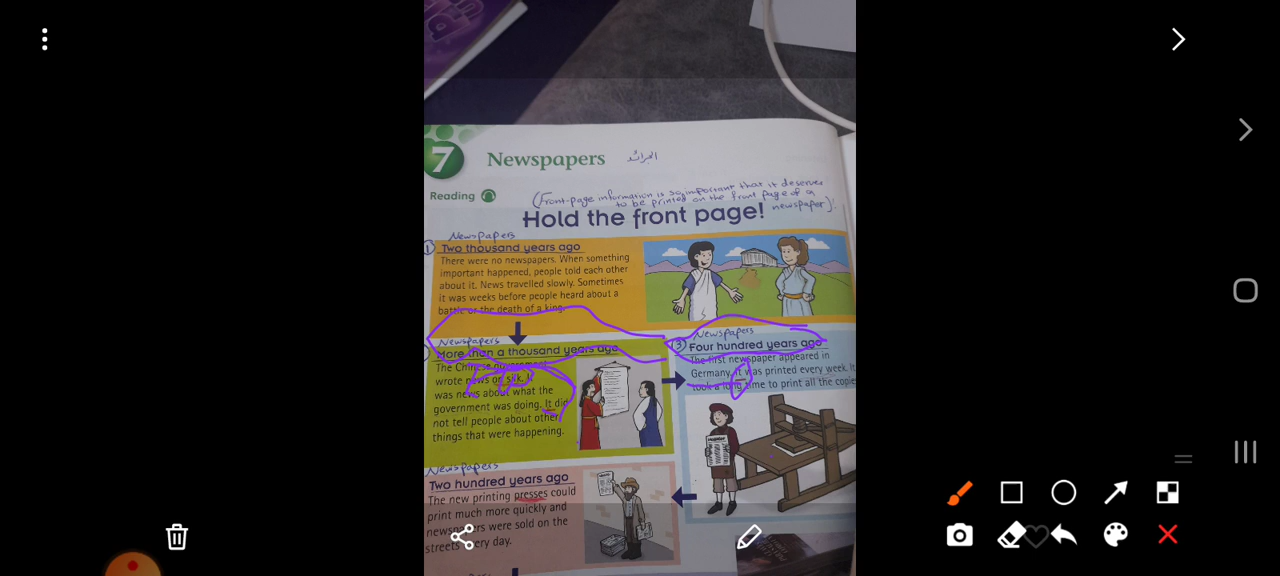 7
Newspapers الجرائد
Reading
(Front-page information is so important that it deserves
to be printed on the front page of a
newspaper).
Hold the front page!
Newspapers
1 Two thousand years ago
There were no newspapers. When something
important happened, people told each other
about it. News travelled slowly. Sometimes
it was weeks before people heard about a
battle or the death of a king.
Newspapers
More than a thousand years ago
The Chinese government
wrote news on silk. It
was news about what the
government was doing. It did
not tell people about other
things that were happening.
Newspapers
3 Four hundred years ago
The first newspaper appeared in
Germany. It was printed every week. It
took a long time to print all the copie
Newspapers
Two hundred years ago
The new printing presses could
print much more quickly and
newspapers were sold on the
streets every day.